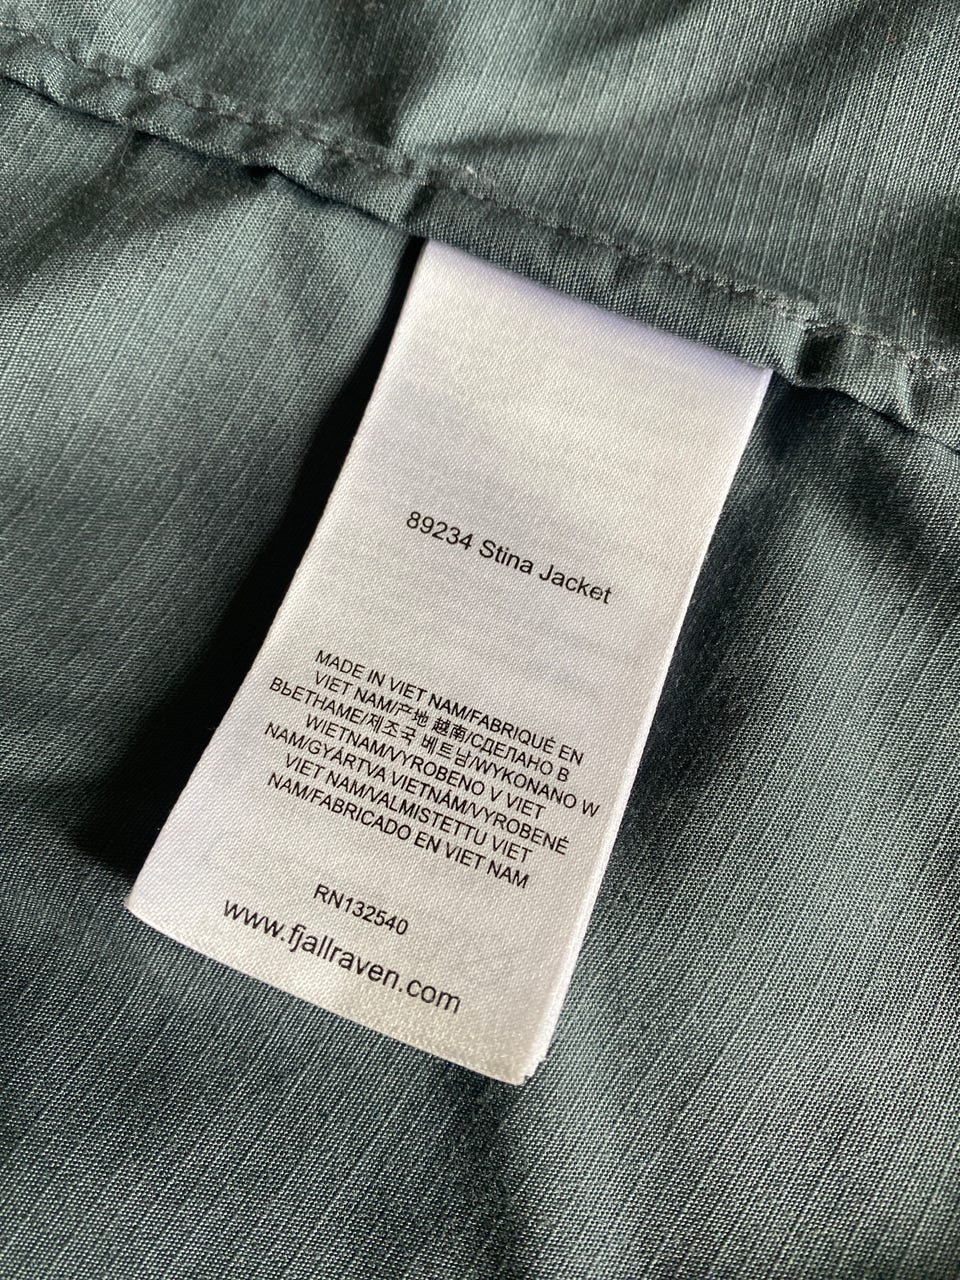 89234 Stina Jacket
MADE IN VIET NAM/FABRIQUÉ EN
VIET NAM/产地 越南/СДЕЛАНО В
ВЬЕТНАМЕ/제조국 베트남/WYKONANO W
WIETNAM/VYROBENO V VIET
NAM/GYÁRTVA VIETNÁM/VYROBENÉ
VIET NAM/VALMISTETTU VIET
NAM/FABRICADO EN VIET NAM
RN132540
www.fjallraven.com